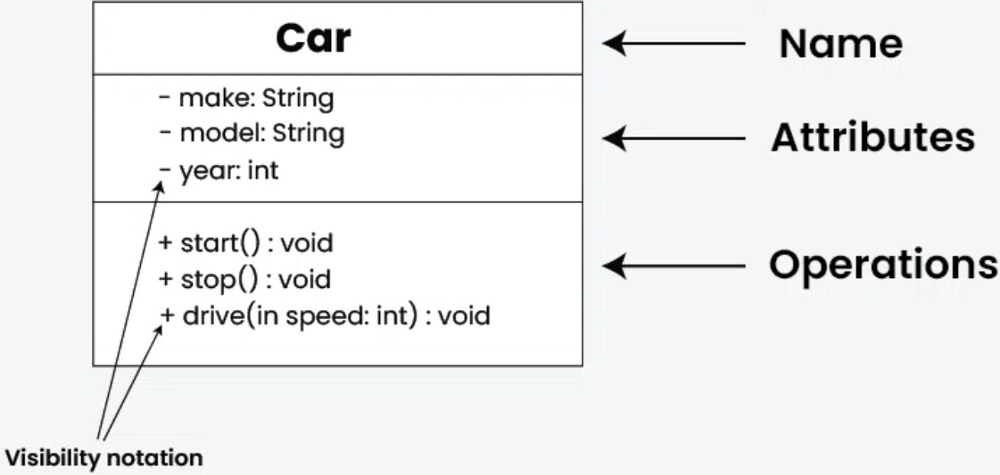 Car
Name
- make: String
- model: String
- year: int
Attributes
+ start() : void
+ stop() : void
+ drive(in speed: int) : void
Operations
Visibility notation